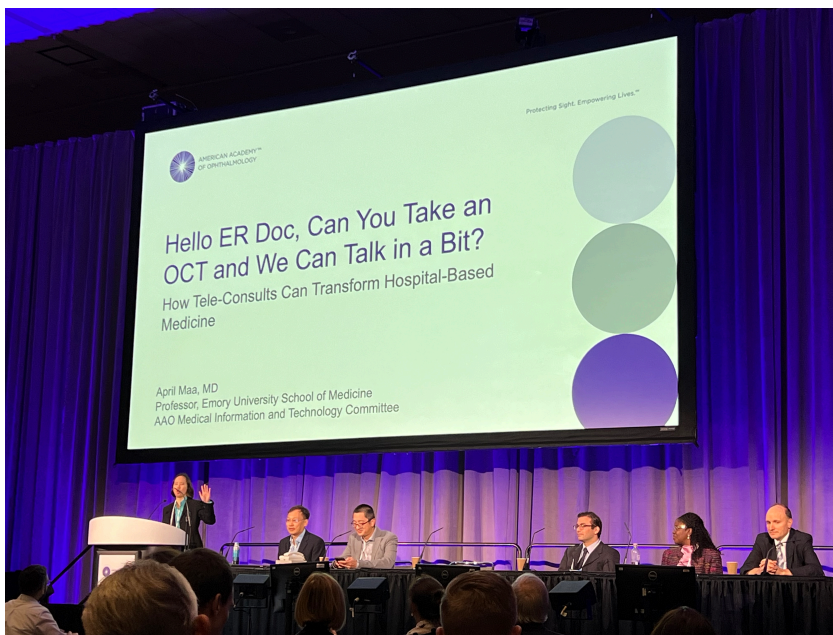 AMERICAN ACADEMY™
OF OPHTHALMOLOGY
Protecting Sight. Empowering Lives.™
Hello ER Doc, Can You Take an
OCT and We Can Talk in a Bit?
How Tele-Consults Can Transform Hospital-Based
Medicine
April Maa, MD
Professor, Emory University School of Medicine
AAO Medical Information and Technology Committee